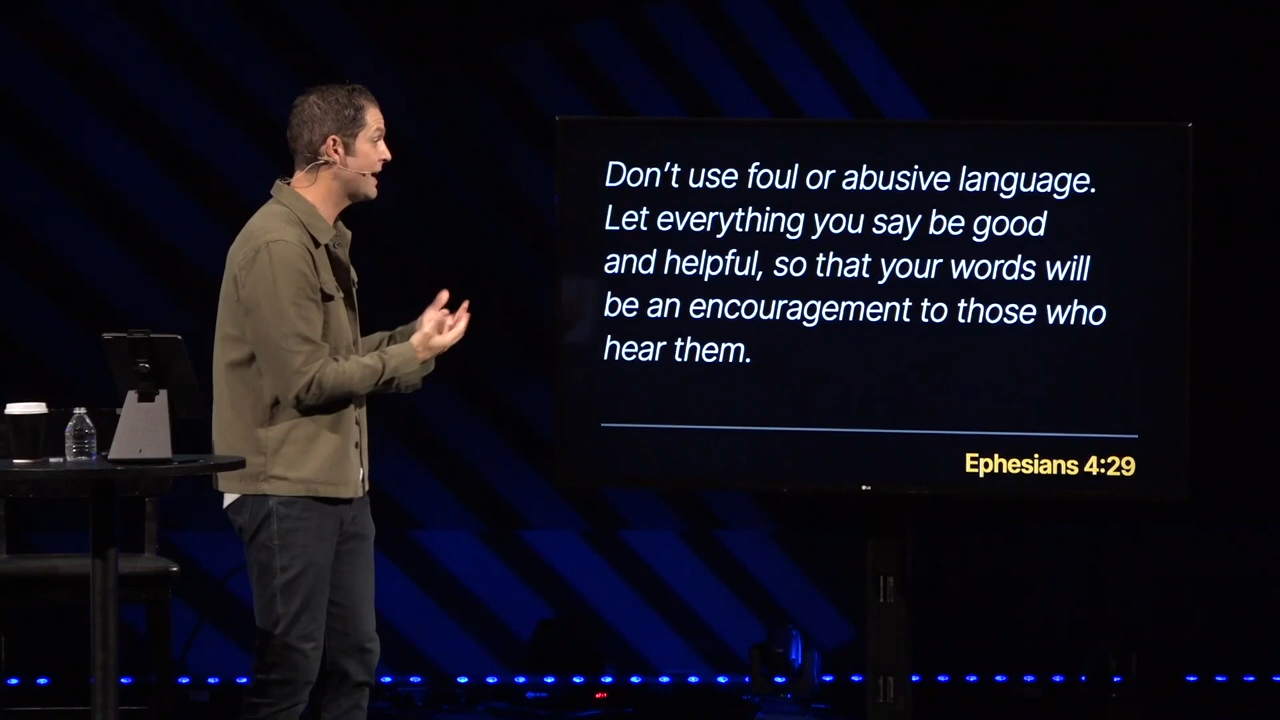 Don't use foul or abusive language.
Let everything you say be good
and helpful, so that your words will
be an encouragement to those who
hear them.
Ephesians 4:29
LG